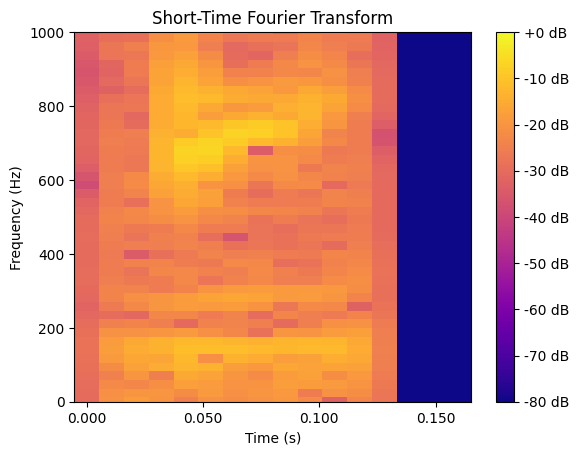 Short-Time Fourier Transform
1000
800
600
400
200
0
Frequency (Hz)
0.000
0.050
0.100
0.150
Time (s)
+0 dB
-10 dB
-20 dB
-30 dB
-40 dB
-50 dB
-60 dB
-70 dB
-80 dB